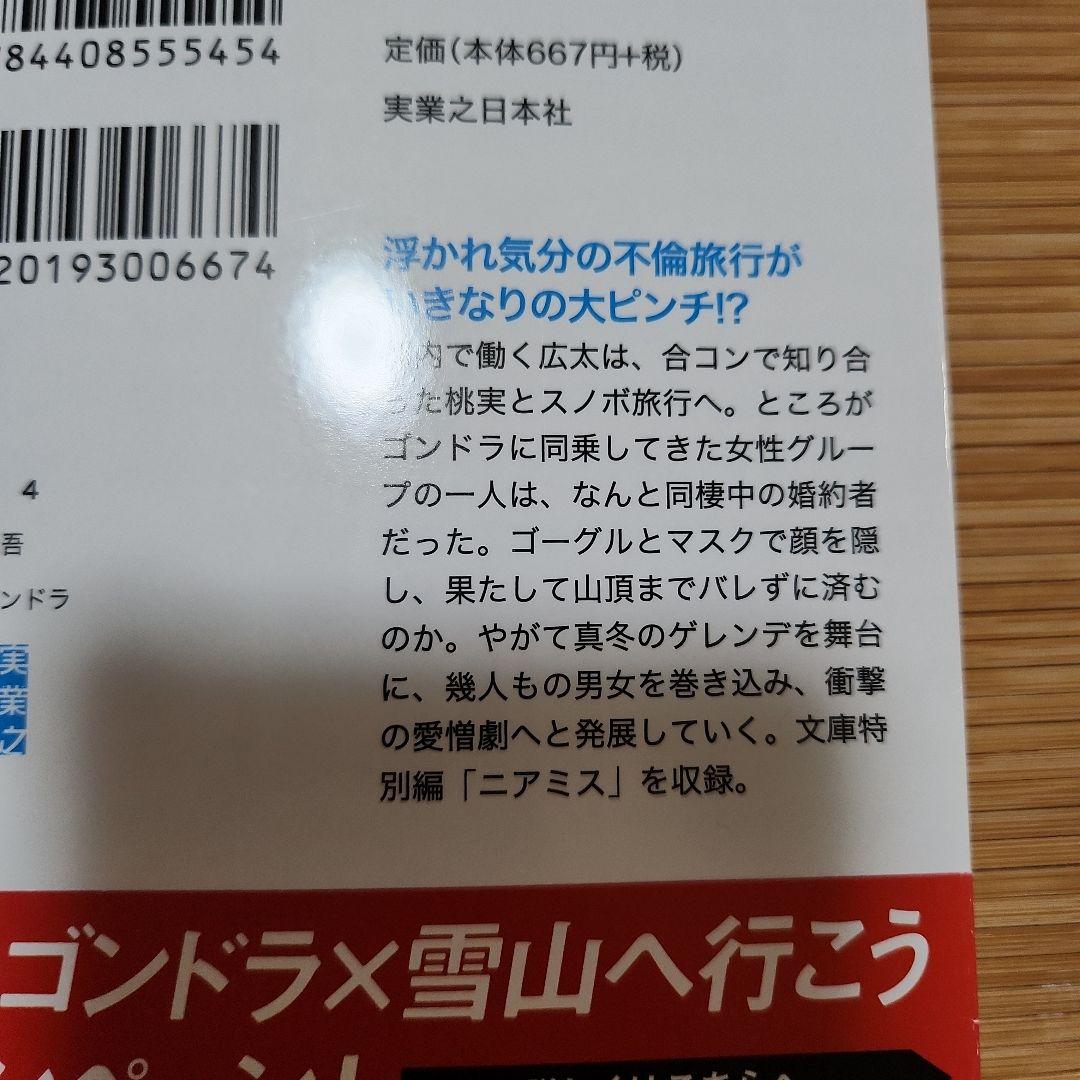 784408555454
定価(本体667円+税)
実業之日本社
20193006674
浮かれ気分の不倫旅行が
いきなりの大ピンチ!?
内で働く広太は、合コンで知り合
った桃実とスノボ旅行へ。ところが
ゴンドラに同乗してきた女性グルー
プの一人は、なんと同棲中の婚約者
だった。ゴーグルとマスクで顔を隠
し、果たして山頂までバレずに済む
のか。やがて真冬のゲレンデを舞台
に、幾人もの男女を巻き込み、衝撃
の愛憎劇へと発展していく。文庫特
別編「ニアミス」を収録。
4
吾
ンドラ
実業之
ゴンドラ×雪山へ行こう